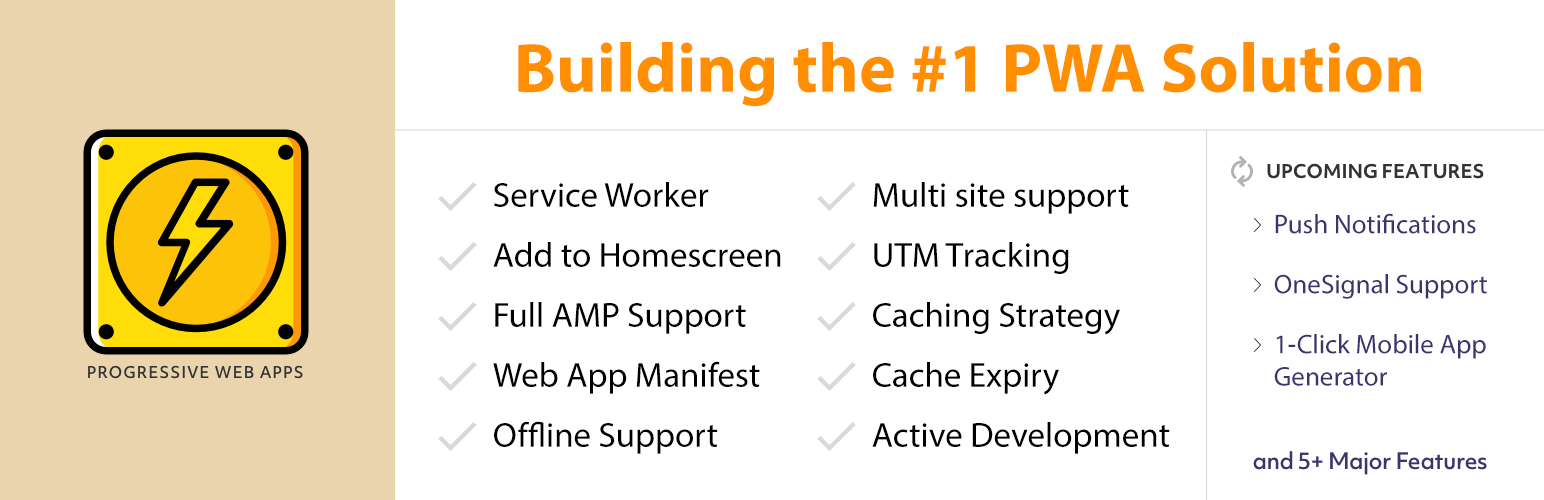 Building the #1 PWA Solution
PROGRESSIVE WEB APPS
Service Worker
Add to Homescreen
Full AMP Support
Web App Manifest
Offline Support
Multi site support
UTM Tracking
Caching Strategy
Cache Expiry
Active Development
UPCOMING FEATURES
Push Notifications
OneSignal Support
1-Click Mobile App
Generator
and 5+ Major Features